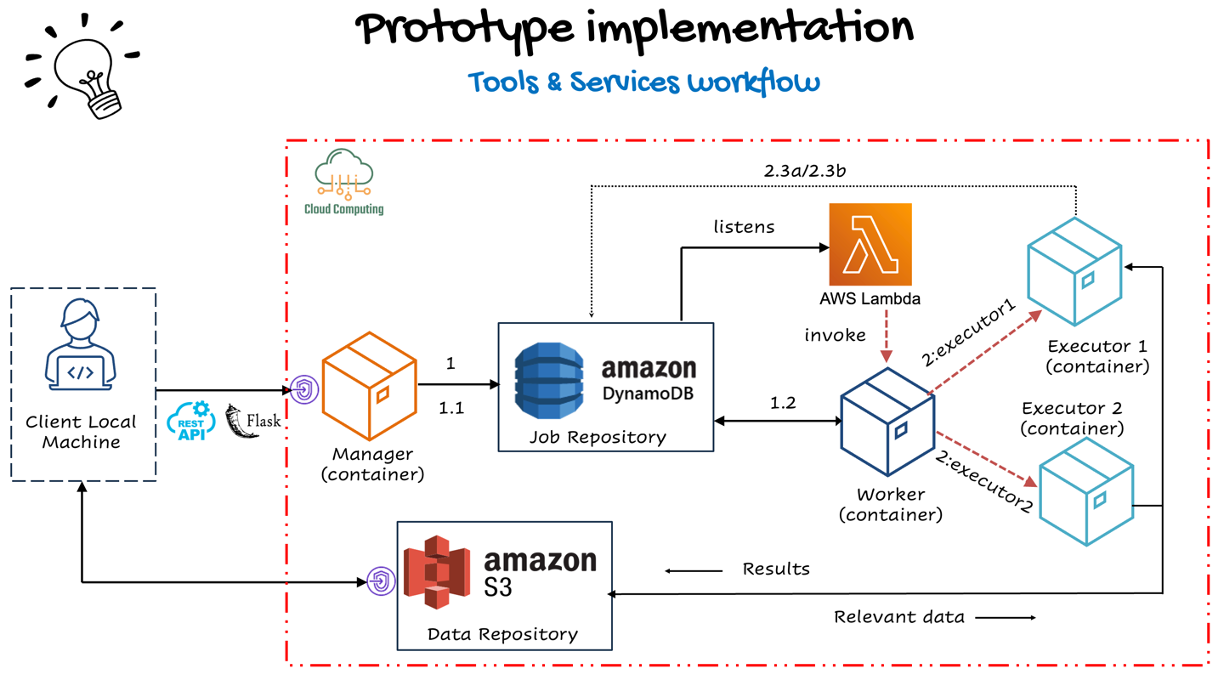 Prototype implementation
Tools & Services workflow
Cloud Computing
2.3a/2.3b
listens
AWS Lambda
invoke
2:executor1
Executor 1
(container)
Client Local
Machine
REST
API
Flask
Manager
(container)
1
1.1
amazon
DynamoDB
Job Repository
1.2
Worker
(container)
Executor 2
(container)
2:executor2
</>
amazon
S3
Data Repository
Results
Relevant data